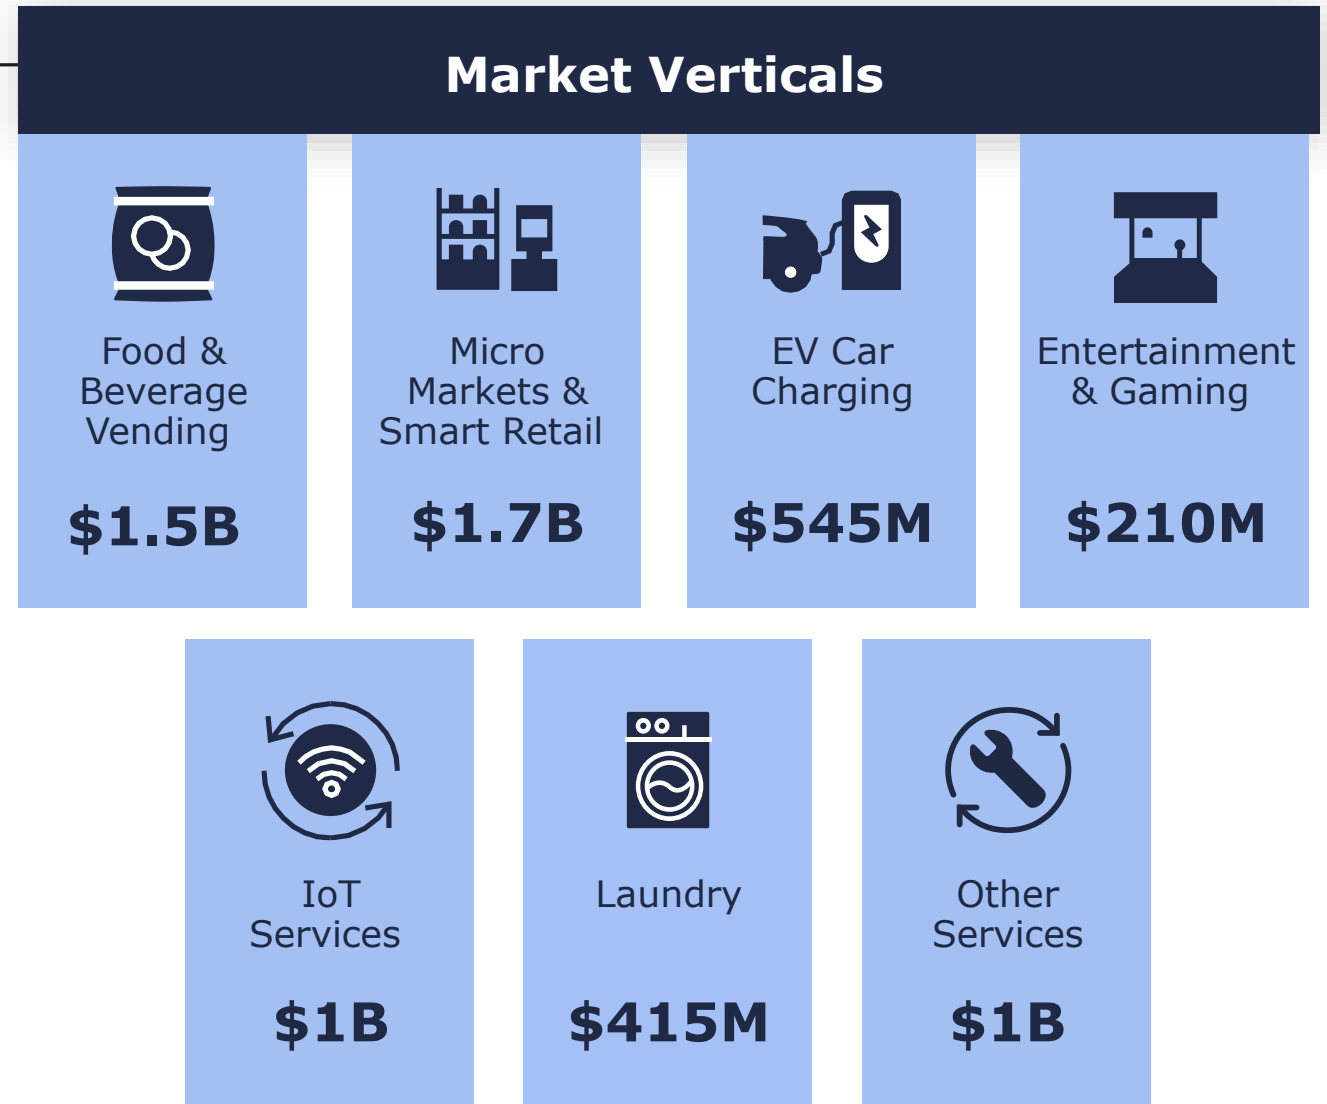 Market Verticals
Food &
Beverage
Vending
$1.5B
Micro
Markets &
Smart Retail
$1.7B
EV Car
Charging
$545M
Entertainment
& Gaming
$210M
IoT
Services
$1B
Laundry
$415M
Other
Services
$1B